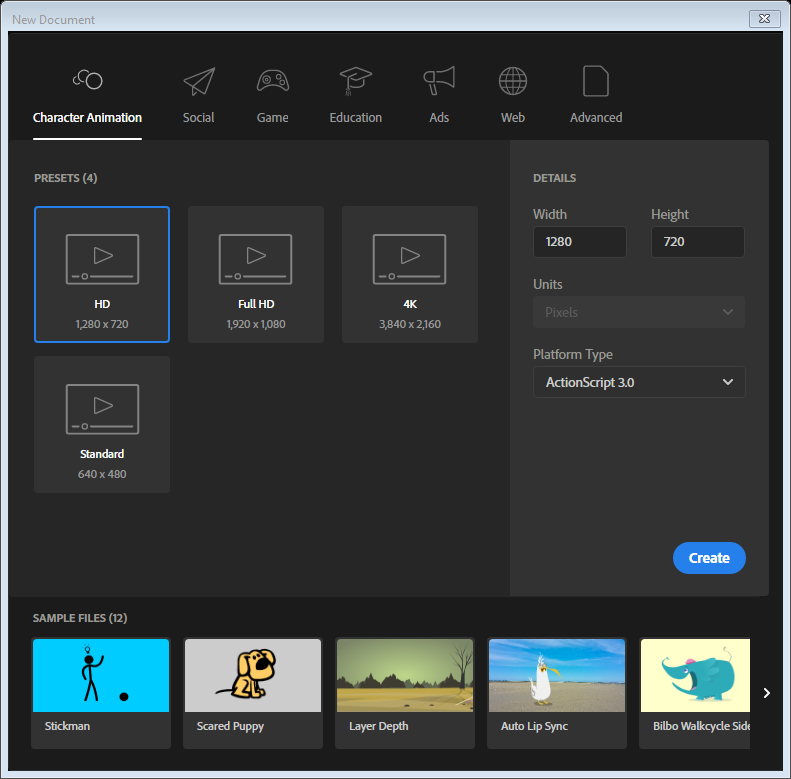 New Document
Character Animation
Social
Game
Education
Ads
Web
Advanced
PRESETS (4)
HD
1,280 x 720
Full HD
1,920 x 1,080
4K
3,840 x 2,160
Standard
640 x 480
DETAILS
Width
Height
1280
720
Units
Pixels
Platform Type
ActionScript 3.0
Create
SAMPLE FILES (12)
Stickman
Scared Puppy
Layer Depth
Auto Lip Sync
Bilbo Walkcycle Side